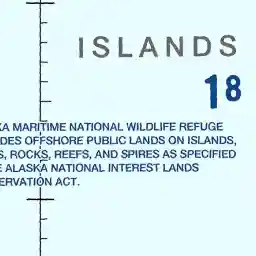 ISLANDS
18
KA MARITIME NATIONAL WILDLIFE REFUGE
DES OFFSHORE PUBLIC LANDS ON ISLANDS,
S, ROCKS, REEFS, AND SPIRES AS SPECIFIED
E ALASKA NATIONAL INTEREST LANDS
ERVATION ACT.